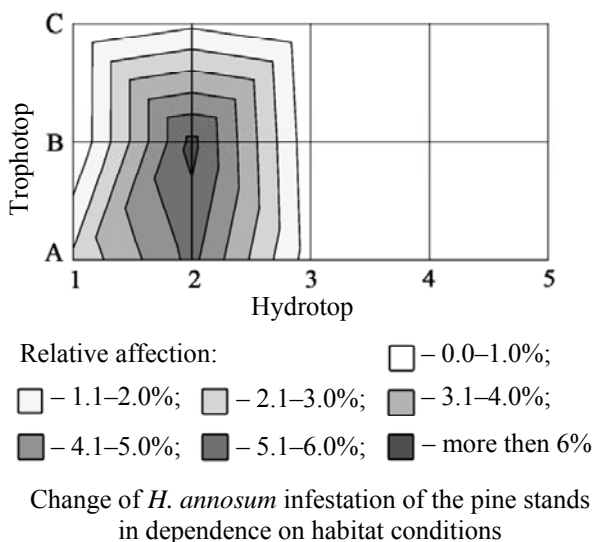 C
Trophotop
B
A
1 2 3 4 5
Hydrotop
Relative affection:
– 0.0–1.0%;
– 1.1–2.0%; – 2.1–3.0%; – 3.1–4.0%;
– 4.1–5.0%; – 5.1–6.0%; – more then 6%
Change of H. annosum infestation of the pine stands
in dependence on habitat conditions